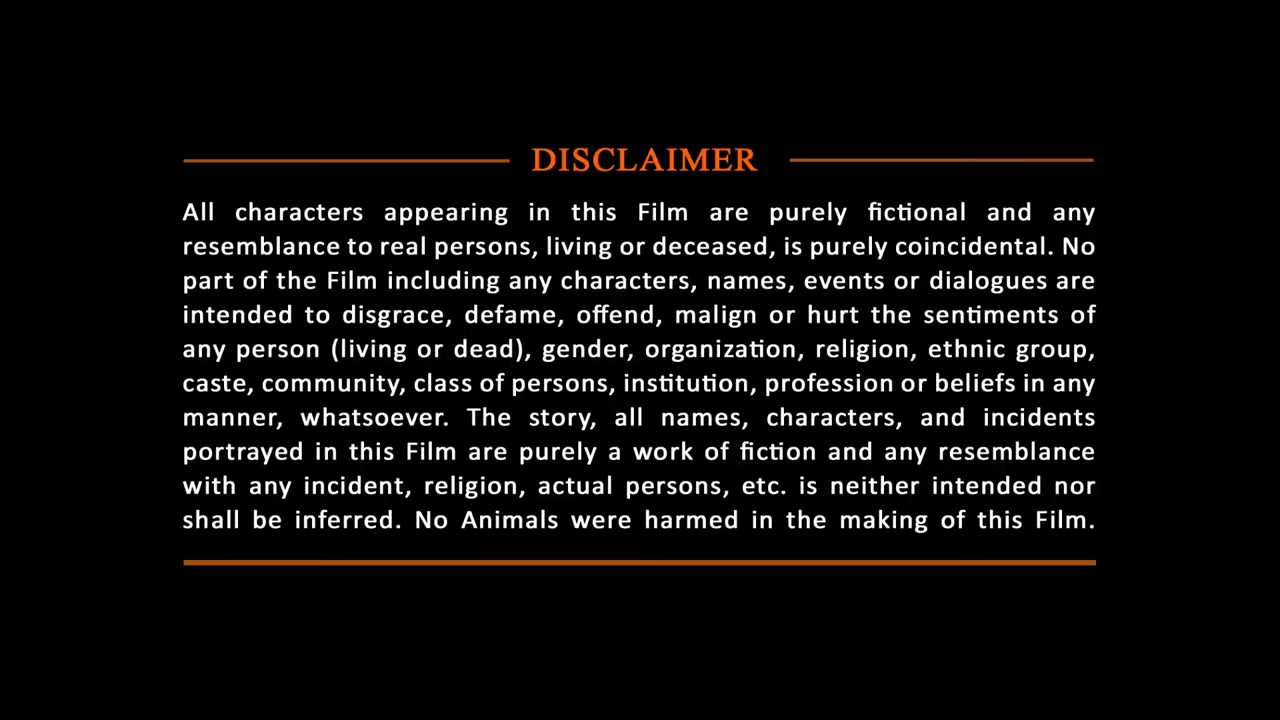 DISCLAIMER
All characters appearing in this Film are purely fictional and any
resemblance to real persons, living or deceased, is purely coincidental. No
part of the Film including any characters, names, events or dialogues are
intended to disgrace, defame, offend, malign or hurt the sentiments of
any person (living or dead), gender, organization, religion, ethnic group,
caste, community, class of persons, institution, profession or beliefs in any
manner, whatsoever. The story, all names, characters, and incidents
portrayed in this Film are purely a work of fiction and any resemblance
with any incident, religion, actual persons, etc. is neither intended nor
shall be inferred. No Animals were harmed in the making of this Film.